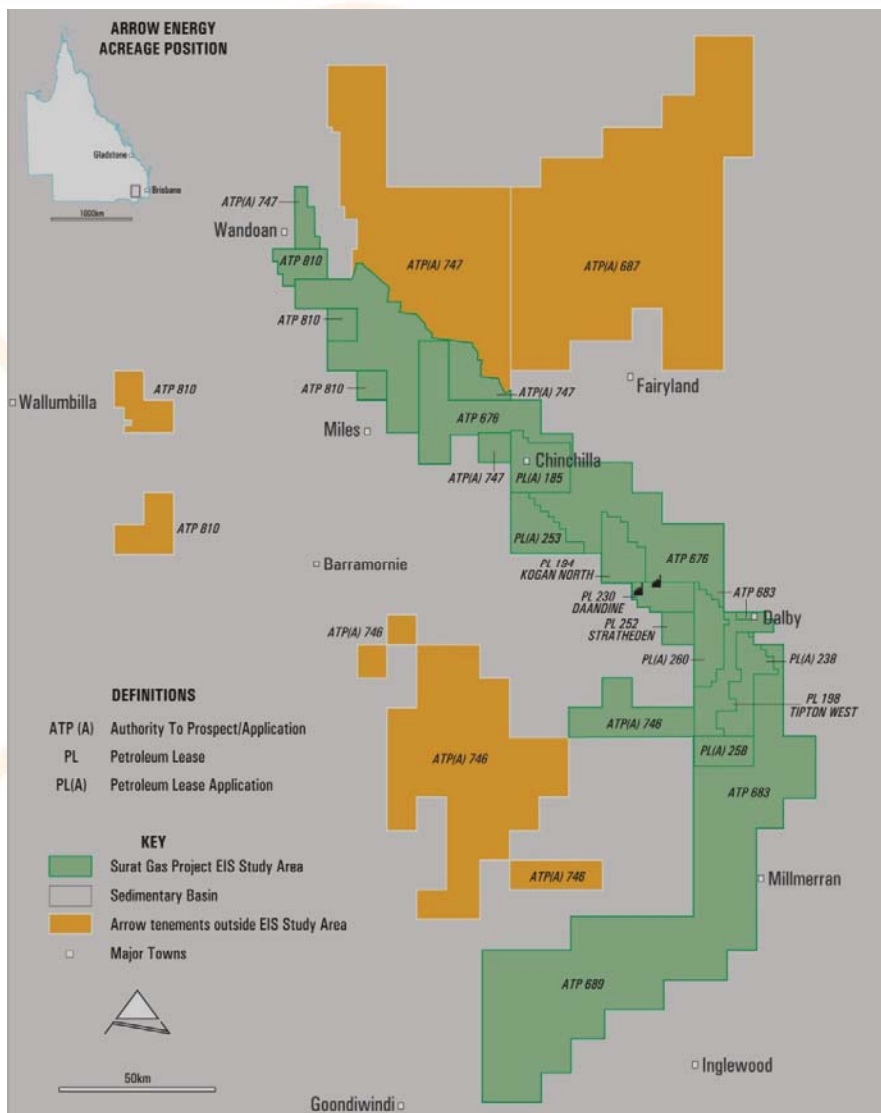 ARROW ENERGY
ACREAGE POSITION
Gladstone
Brisbane
1000km
ATP(A) 747
Wandoan
ATP 810
ATP(A) 747
ATP(A) 687
ATP 810
Fairyland
ATP 810
ATP 810
ATP(A) 747
Wallumbilla
ATP 676
Miles
Chinchilla
ATP(A) 747
PL(A) 185
ATP 810
PL(A) 253
Barramornie
PL 194
KOGAN NORTH
ATP 676
PL 230
DAANDINE
ATP 683
Dalby
PL 252
STRATHEDEN
ATP(A) 746
PL(A) 260
PL(A) 238
PL 198
TIPTON WEST
ATP(A) 746
DEFINITIONS
ATP (A) Authority To Prospect/Application
PL Petroleum Lease
PL(A) Petroleum Lease Application
ATP(A) 746
PL(A) 258
ATP 683
KEY
Surat Gas Project EIS Study Area
Sedimentary Basin
Arrow tenements outside EIS Study Area
Major Towns
ATP(A) 746
Millmerran
ATP 689
50km
Inglewood
Goondiwindi